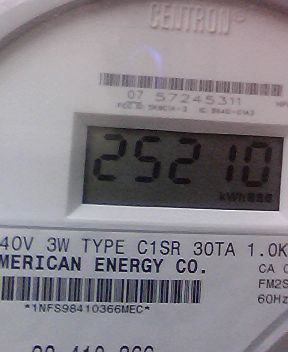 CENTRON®
07 57245311
25210
kWh
40V 3W TYPE C1SR 30TA 1.0K
MERICAN ENERGY CO.
CA 0
FM2S
60Hz
*1NFS98410366MEC*